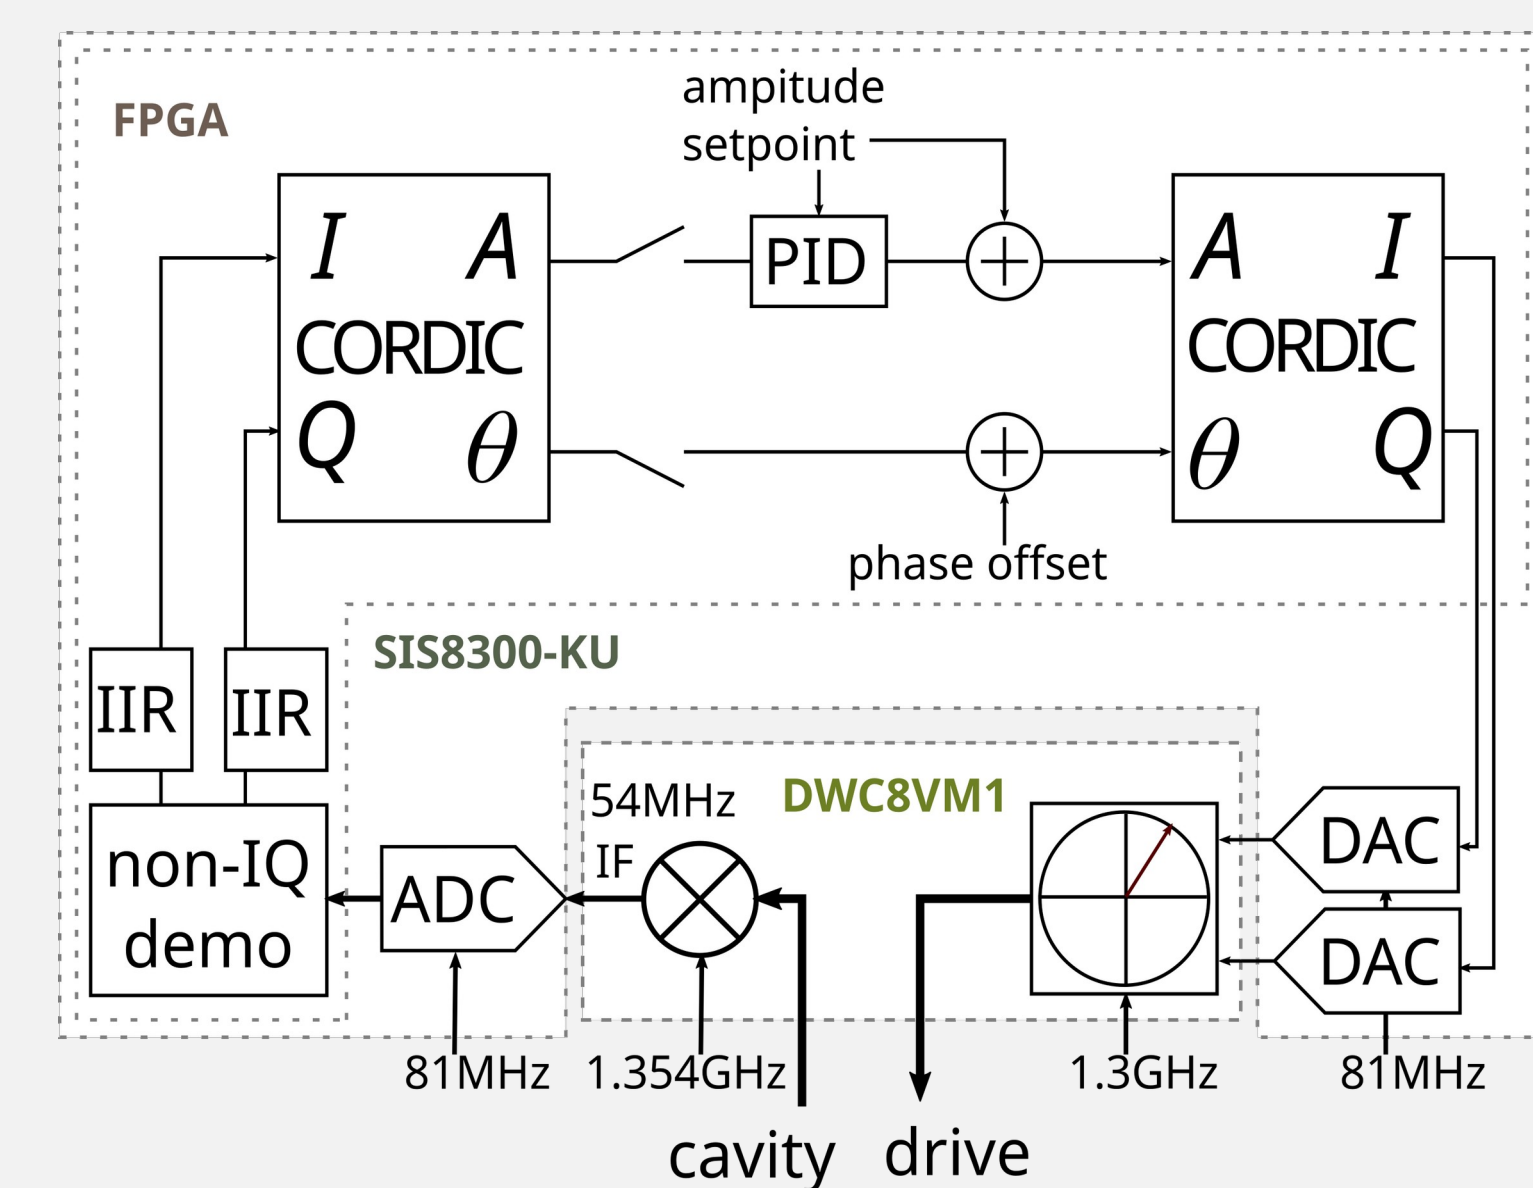 ampitude
setpoint
FPGA
I A
CORDIC
Q θ
PID
A I
CORDIC
θ Q
phase offset
SIS8300-KU
IIR
IIR
non-IQ
demo
ADC
54MHz
IF
DWC8VM1
DAC
DAC
81MHz
1.354GHz
1.3GHz
81MHz
cavity
drive